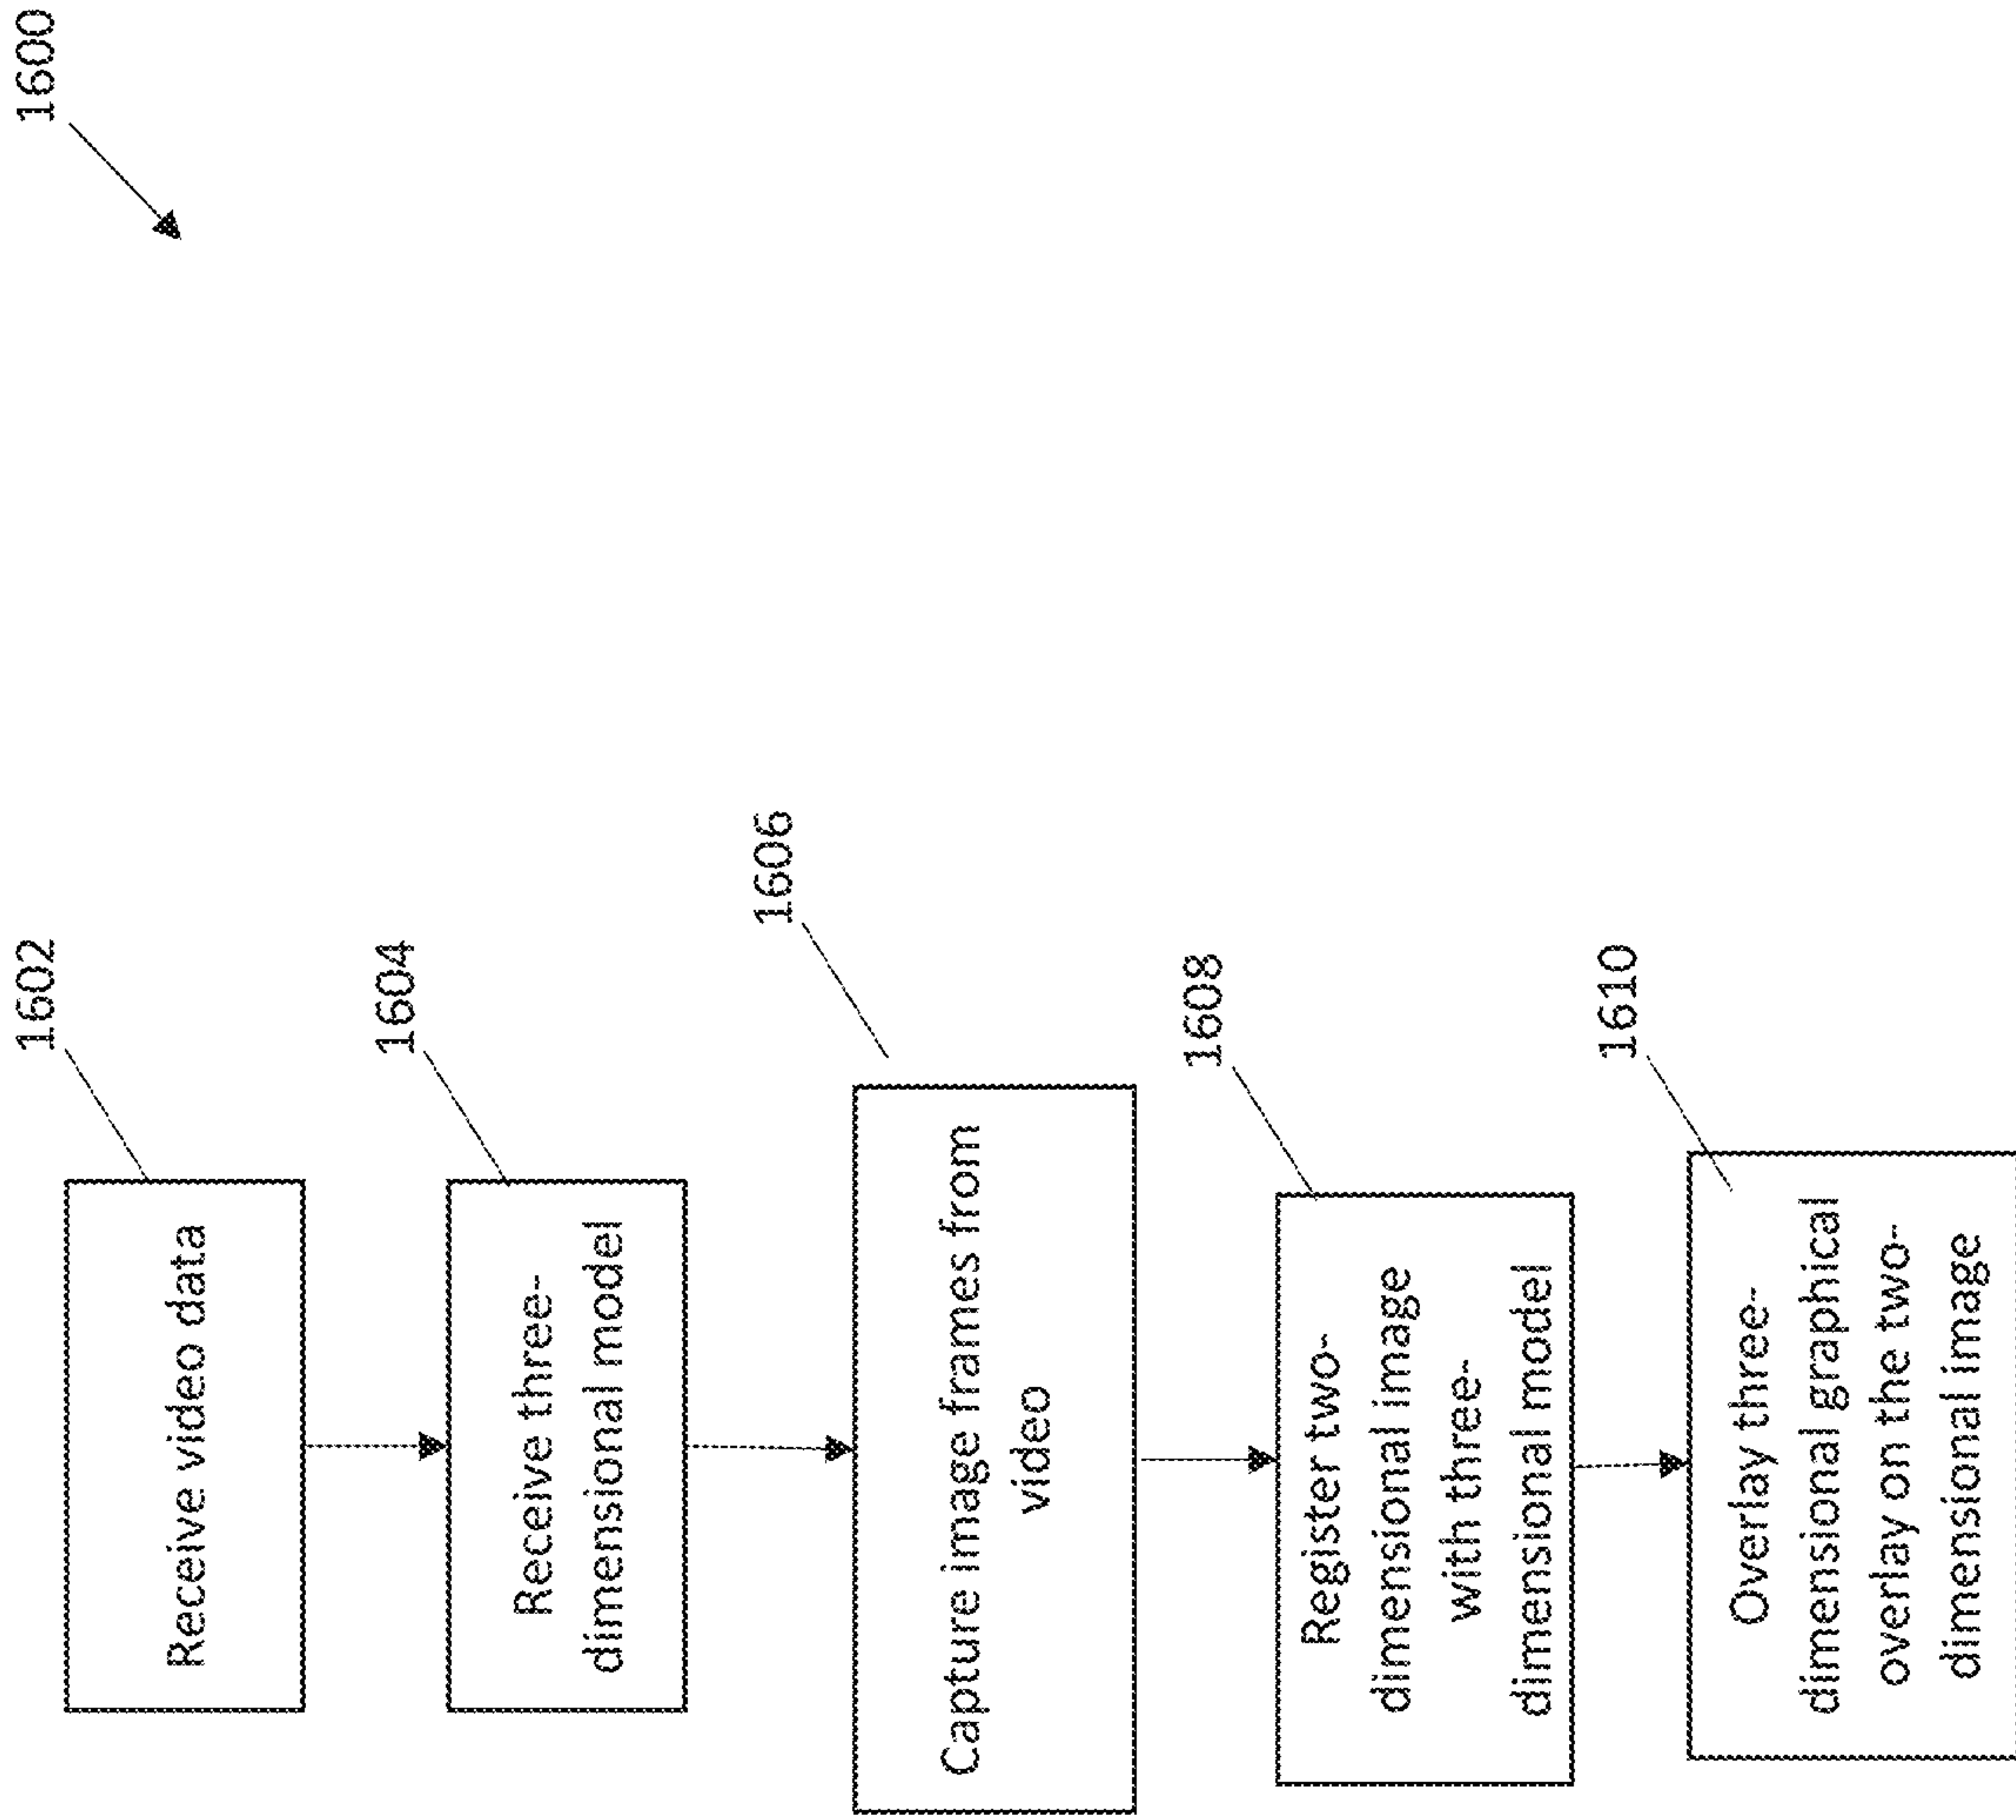 1600
1602
Receive video data
1604
Receive three-
dimensional model
1606
Capture image frames from
video
1608
Register two-
dimensional image
with three-
dimensional model
1610
Overlay three-
dimensional graphical
overlay on the two-
dimensional image